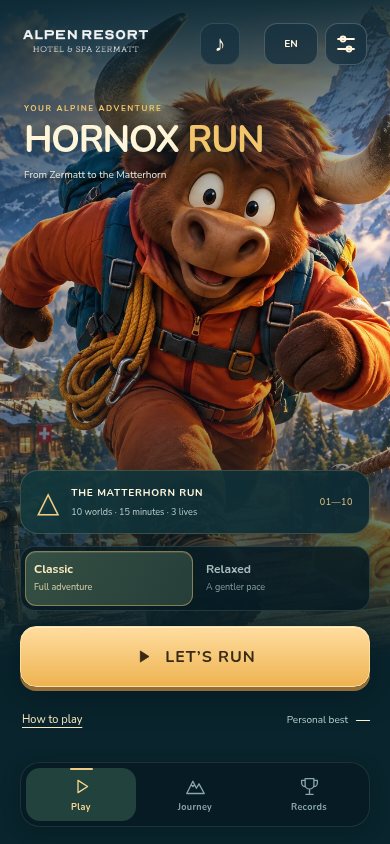 ALPEN RESORT
HOTEL & SPA ZERMATT
♪
EN
YOUR ALPINE ADVENTURE
HORNOX RUN
From Zermatt to the Matterhorn
THE MATTERHORN RUN
10 worlds · 15 minutes · 3 lives
01—10
Classic
Full adventure
Relaxed
A gentler pace
LET’S RUN
How to play
Personal best —
Play
Journey
Records